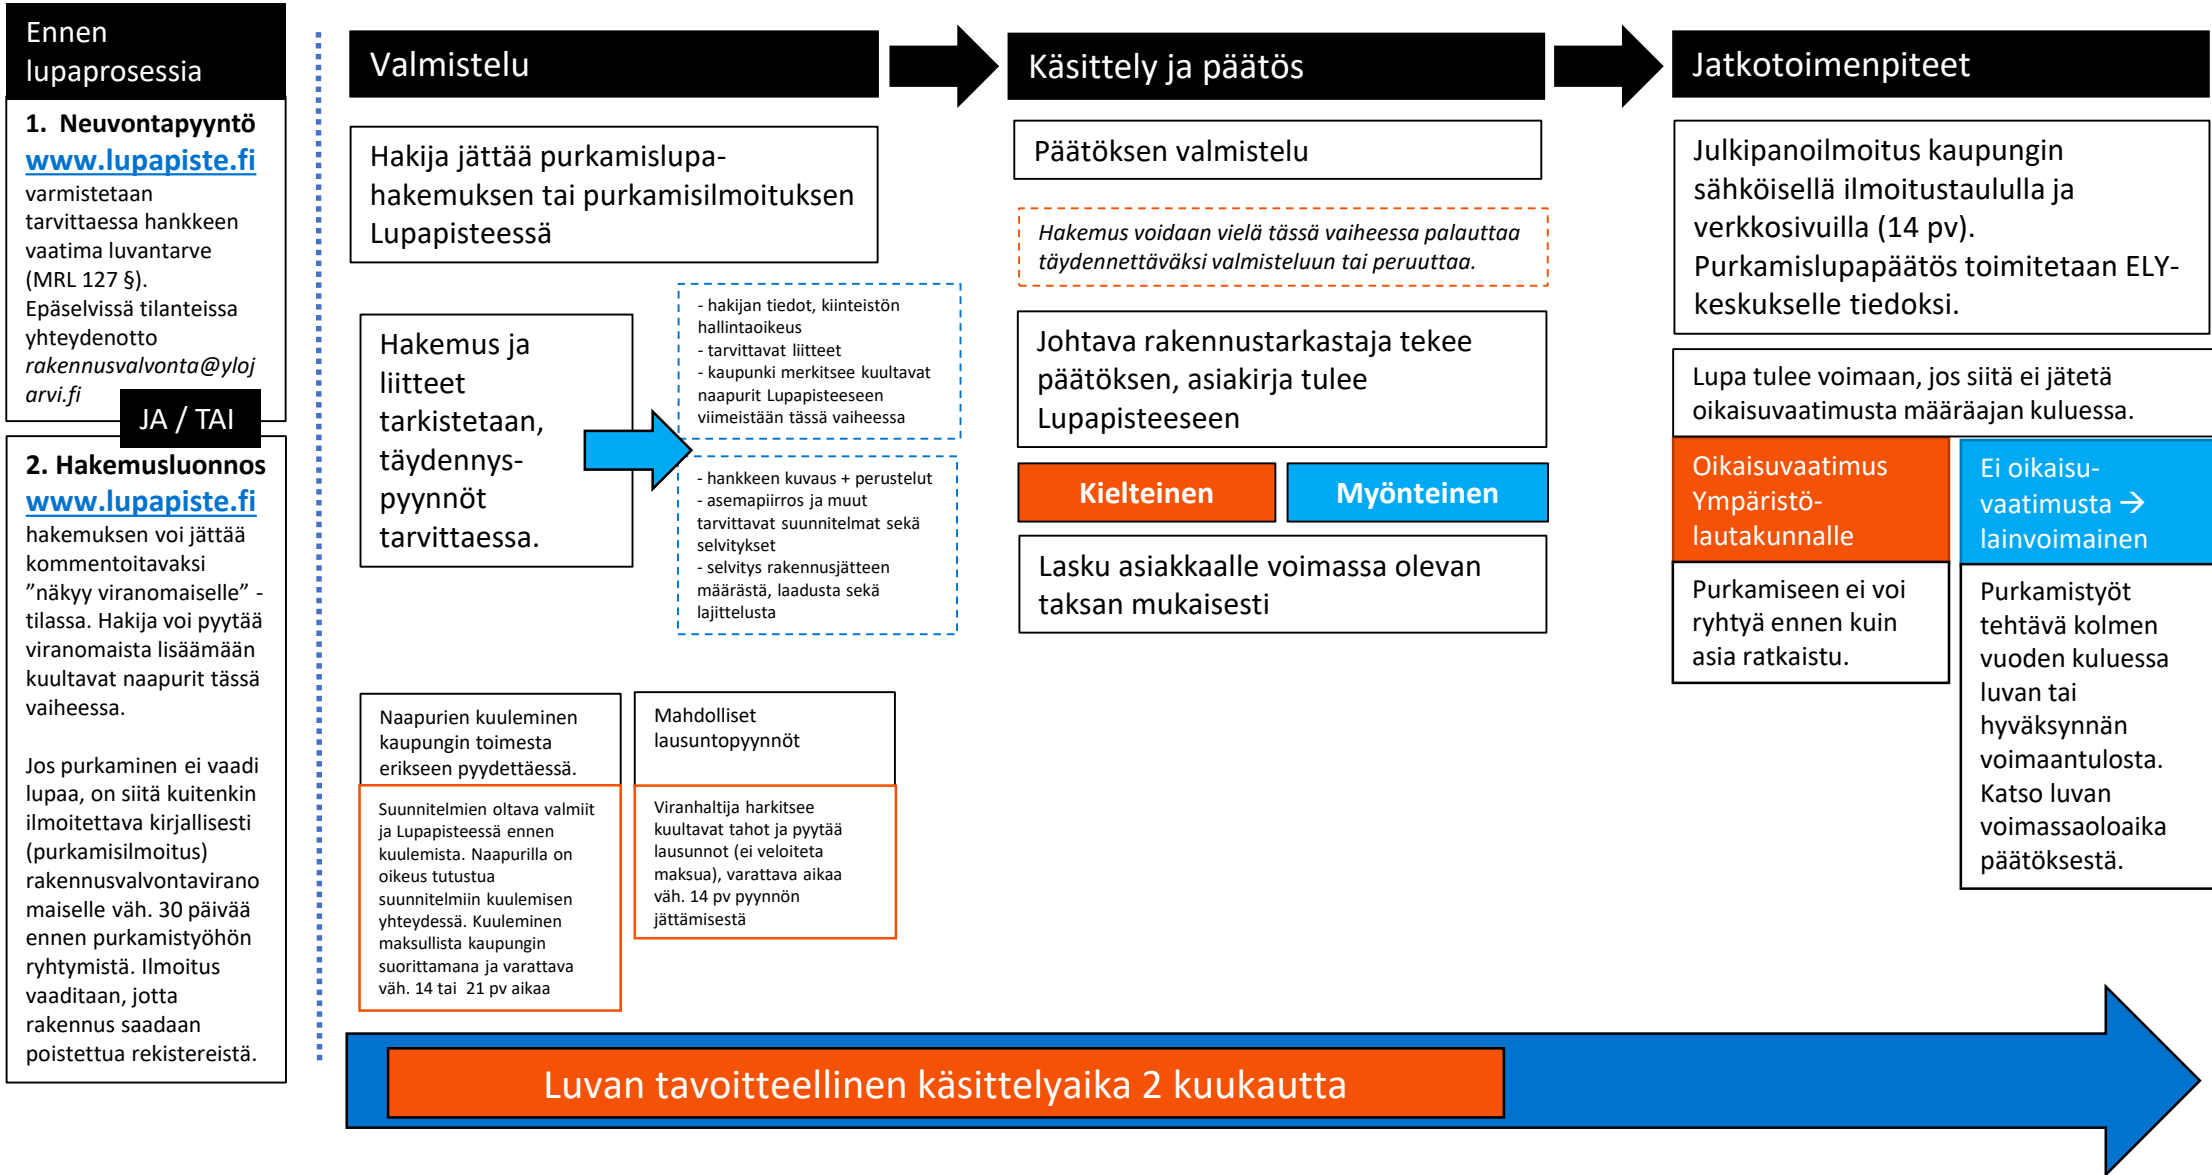 Ennen
lupaprosessia
1. Neuvontapyyntö
www.lupapiste.fi
varmistetaan
tarvittaessa hankkeen
vaatima luvantarve
(MRL 127 §).
Epäselvissä tilanteissa
yhteydenotto
rakennusvalvonta@yloj
arvi.fi
JA / TAI
2. Hakemusluonnos
www.lupapiste.fi
hakemuksen voi jättää
kommentoitavaksi
”näkyy viranomaiselle” -
tilassa. Hakija voi pyytää
viranomaista lisäämään
kuultavat naapurit tässä
vaiheessa.
Jos purkaminen ei vaadi
lupaa, on siitä kuitenkin
ilmoitettava kirjallisesti
(purkamisilmoitus)
rakennusvalvontavirano
maiselle väh. 30 päivää
ennen purkamistyöhön
ryhtymistä. Ilmoitus
vaaditaan, jotta
rakennus saadaan
poistettua rekistereistä.
Valmistelu
Hakija jättää purkamislupa-
hakemuksen tai purkamisilmoituksen
Lupapisteessä
Hakemus ja
liitteet
tarkistetaan,
täydennys-
pyynnöt
tarvittaessa.
- hakijan tiedot, kiinteistön
hallintaoikeus
- tarvittavat liitteet
- kaupunki merkitsee kuultavat
naapurit Lupapisteeseen
viimeistään tässä vaiheessa
- hankkeen kuvaus + perustelut
- asemapiirros ja muut
tarvittavat suunnitelmat sekä
selvitykset
- selvitys rakennusjätteen
määrästä, laadusta sekä
lajittelusta
Naapurien kuuleminen
kaupungin toimesta
erikseen pyydettäessä.
Suunnitelmien oltava valmiit
ja Lupapisteessä ennen
kuulemista. Naapurilla on
oikeus tutustua
suunnitelmiin kuulemisen
yhteydessä. Kuuleminen
maksullista kaupungin
suorittamana ja varattava
väh. 14 tai 21 pv aikaa
Mahdolliset
lausuntopyynnöt
Viranhaltija harkitsee
kuultavat tahot ja pyytää
lausunnot (ei veloiteta
maksua), varattava aikaa
väh. 14 pv pyynnön
jättämisestä
Käsittely ja päätös
Päätöksen valmistelu
Hakemus voidaan vielä tässä vaiheessa palauttaa
täydennettäväksi valmisteluun tai peruuttaa.
Johtava rakennustarkastaja tekee
päätöksen, asiakirja tulee
Lupapisteeseen
Kielteinen
Myönteinen
Lasku asiakkaalle voimassa olevan
taksan mukaisesti
Jatkotoimenpiteet
Julkipanoilmoitus kaupungin
sähköisellä ilmoitustaululla ja
verkkosivuilla (14 pv).
Purkamislupapäätös toimitetaan ELY-
keskukselle tiedoksi.
Lupa tulee voimaan, jos siitä ei jätetä
oikaisuvaatimusta määräajan kuluessa.
Oikaisuvaatimus
Ympäristö-
lautakunnalle
Purkamiseen ei voi
ryhtyä ennen kuin
asia ratkaistu.
Ei oikaisu-
vaatimusta →
lainvoimainen
Purkamistyöt
tehtävä kolmen
vuoden kuluessa
luvan tai
hyväksynnän
voimaantulosta.
Katso luvan
voimassaoloaika
päätöksestä.
Luvan tavoitteellinen käsittelyaika 2 kuukautta